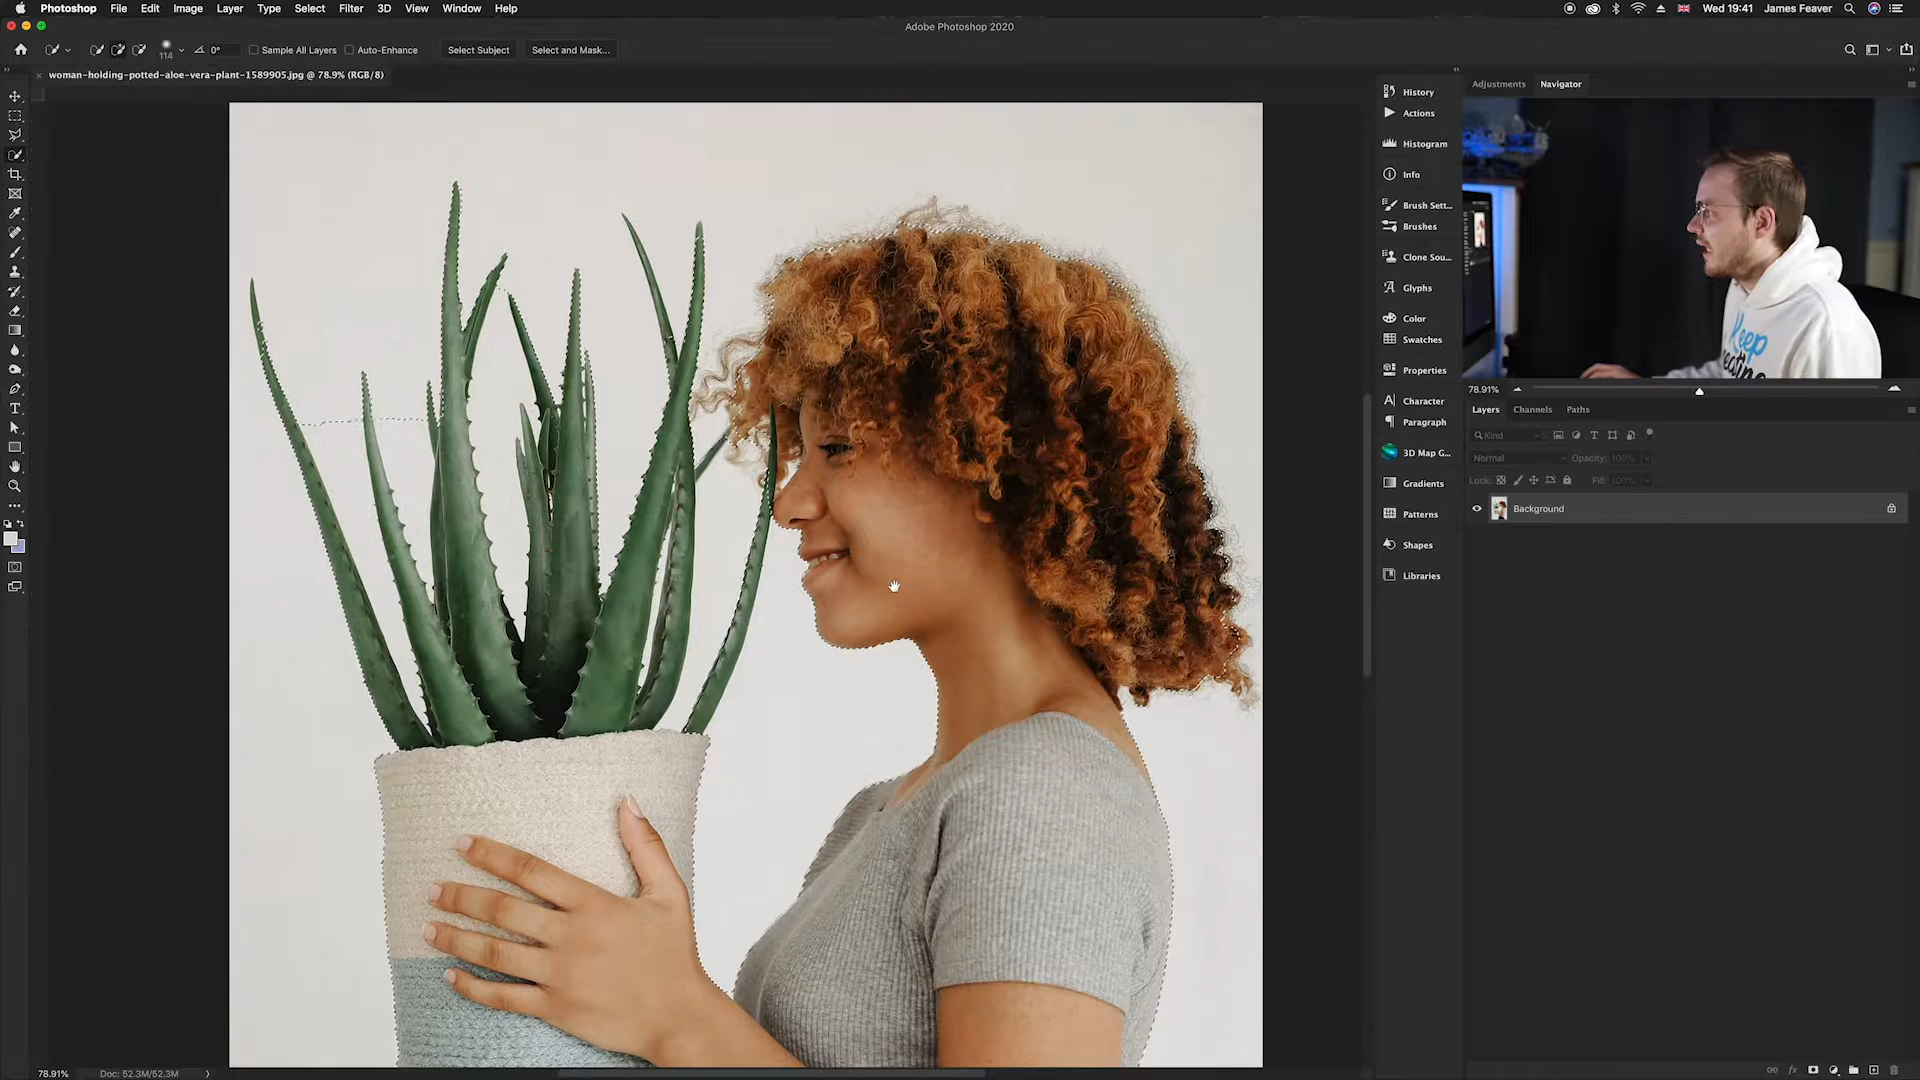 Photoshop File Edit Image Layer Type Select Filter 3D View Window Help
Wed 19:41 James Feaver
Adobe Photoshop 2020
114
0°
Sample All Layers Auto-Enhance Select Subject Select and Mask...
woman-holding-potted-aloe-vera-plant-1589905.jpg @ 78.9% (RGB/8)
History
Actions
Histogram
Info
Brush Sett...
Brushes
Clone Sou...
Glyphs
Color
Swatches
Properties
Character
Paragraph
3D Map G...
Gradients
Patterns
Shapes
Libraries
Adjustments Navigator
Keep
78.91%
Layers Channels Paths
Kind
Normal Opacity: 100%
Lock: Fill: 100%
Background
78.91% Doc: 52.3M/52.3M